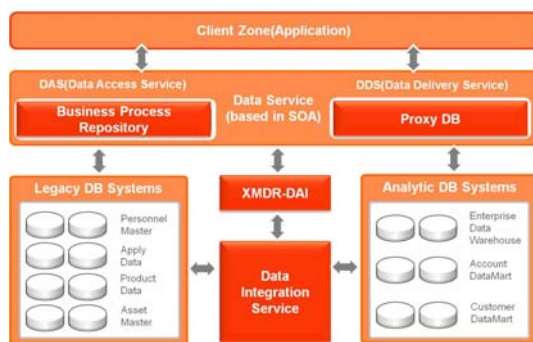 Client Zone(Application)
DAS(Data Access Service)
Business Process
Repository
Data Service
(based in SOA)
DDS(Data Delivery Service)
Proxy DB
Legacy DB Systems
Personnel
Master
Apply
Data
Product
Data
Asset
Master
XMDR-DAI
Data
Integration
Service
Analytic DB Systems
Enterprise
Data
Warehouse
Account
DataMart
Customer
DataMart